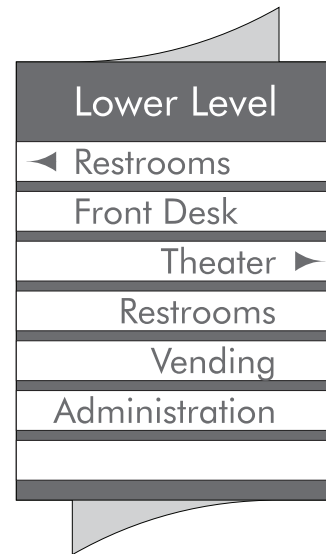 Lower Level
Restrooms
Front Desk
Theater
Restrooms
Vending
Administration